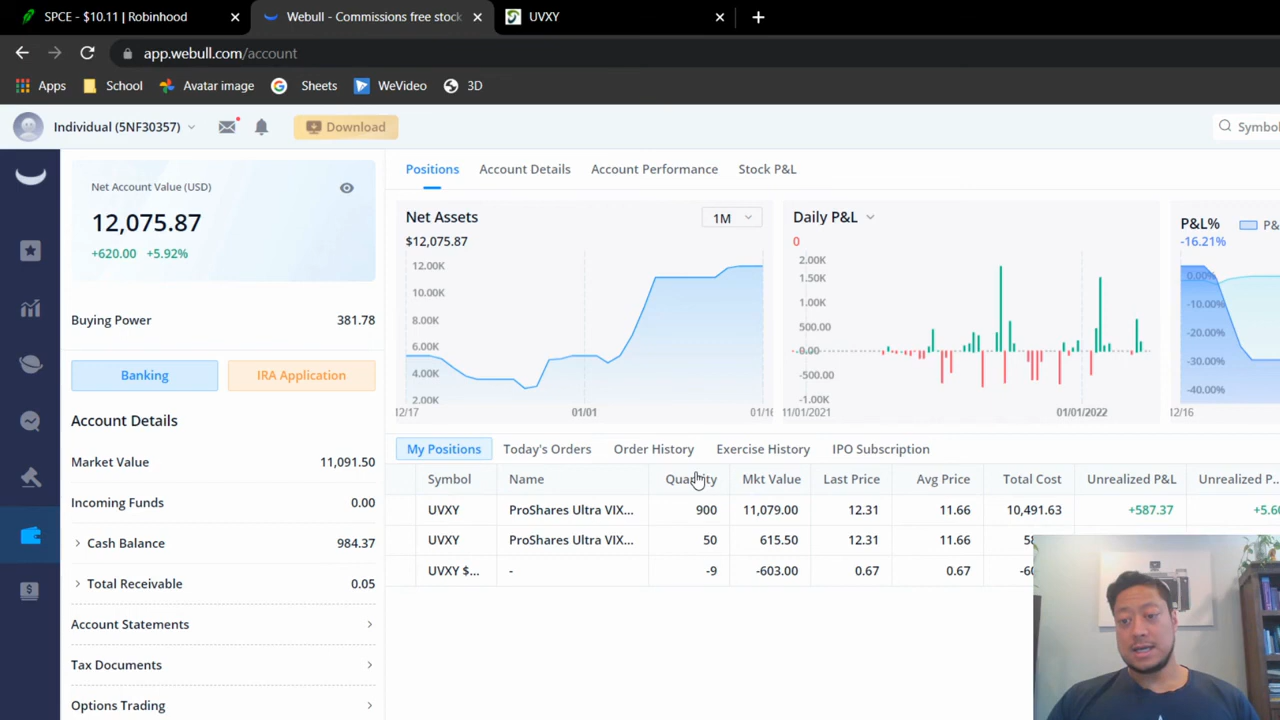 SPCE - $10.11 | Robinhood
Webull - Commissions free stock
UVXY
app.webull.com/account
Apps School Avatar image Sheets WeVideo 3D
Individual (5NF30357) Download Symbo
Net Account Value (USD)
12,075.87
+620.00 +5.92%
Buying Power 381.78
Banking IRA Application
Account Details
Market Value 11,091.50
Incoming Funds 0.00
Cash Balance 984.37
Total Receivable 0.05
Account Statements
Tax Documents
Options Trading
Positions Account Details Account Performance Stock P&L
Net Assets 1M
$12,075.87
12.00K
10.00K
8.00K
6.00K
4.00K
2.00K
12/17 01/01 01/16
Daily P&L
0
2.00K
1.50K
1.00K
500.00
-0.00
-500.00
-1.00K
11/01/2021 01/01/2022
P&L% P&
-16.21%
0.00%
-10.00%
-20.00%
-30.00%
-40.00%
12/16
My Positions Today's Orders Order History Exercise History IPO Subscription
Symbol Name Quantity Mkt Value Last Price Avg Price Total Cost Unrealized P&L Unrealized P..
UVXY ProShares Ultra VIX... 900 11,079.00 12.31 11.66 10,491.63 +587.37 +5.60
UVXY ProShares Ultra VIX... 50 615.50 12.31 11.66 58
UVXY $... - -9 -603.00 0.67 0.67 -60